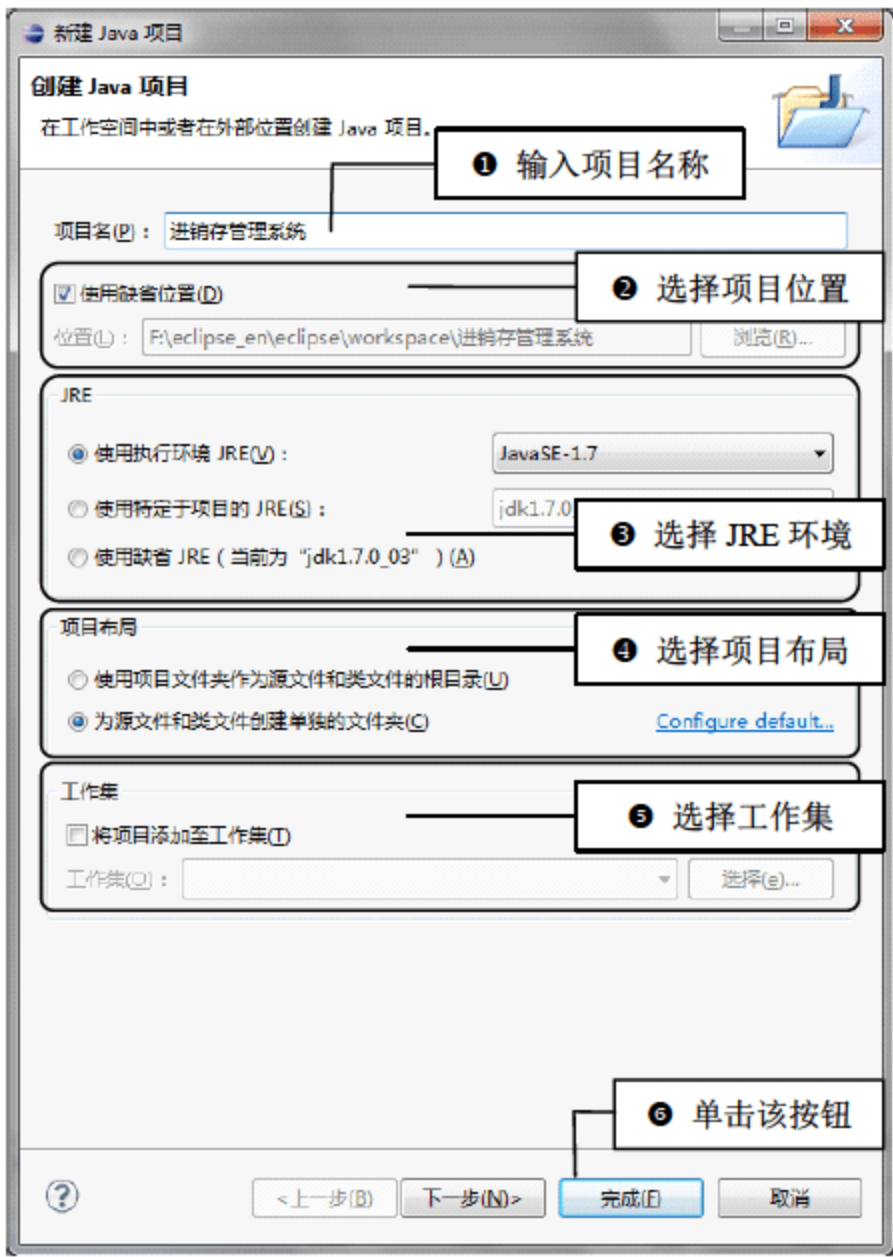 新建 Java 项目
创建 Java 项目
在工作空间中或者在外部位置创建 Java 项目。
❶ 输入项目名称
项目名(P)： 进销存管理系统
使用缺省位置(D)
❷ 选择项目位置
位置(L)： F:\eclipse_en\eclipse\workspace\进销存管理系统 浏览(R)...
JRE
使用执行环境 JRE(V)： JavaSE-1.7
使用特定于项目的 JRE(S)： jdk1.7.0
❸ 选择 JRE 环境
使用缺省 JRE（当前为“jdk1.7.0_03”）(A)
项目布局
❹ 选择项目布局
使用项目文件夹作为源文件和类文件的根目录(U)
为源文件和类文件创建单独的文件夹(C) Configure default...
工作集
❺ 选择工作集
将项目添加至工作集(T)
工作集(O)： 选择(e)...
❻ 单击该按钮
<上一步(B) 下一步(N)> 完成(F) 取消